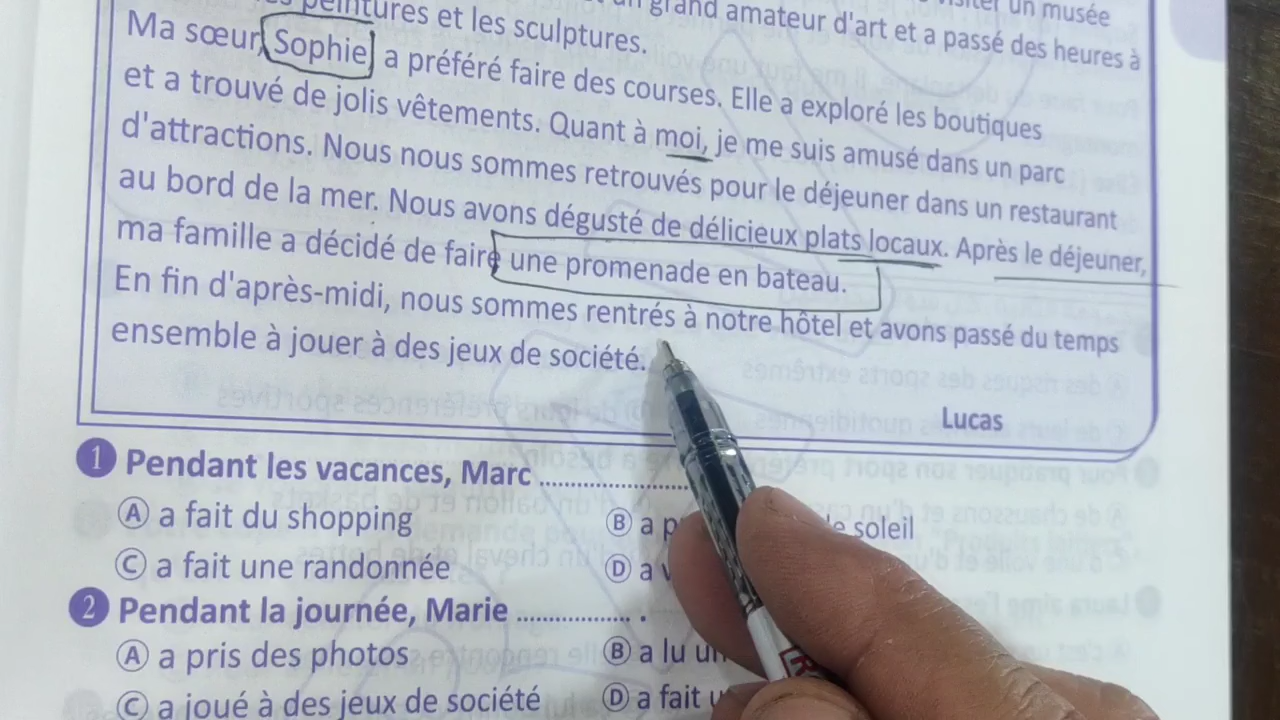 peintures et les sculptures.
grand amateur d'art et a passé des heures à
un musée
Ma sœur, Sophie, a préféré faire des courses. Elle a exploré les boutiques
et a trouvé de jolis vêtements. Quant à moi, je me suis amusé dans un parc
d'attractions. Nous nous sommes retrouvés pour le déjeuner dans un restaurant
au bord de la mer. Nous avons dégusté de délicieux plats locaux. Après le déjeuner,
ma famille a décidé de faire une promenade en bateau.
En fin d'après-midi, nous sommes rentrés à notre hôtel et avons passé du temps
ensemble à jouer à des jeux de société.
Lucas
1 Pendant les vacances, Marc ....................
A a fait du shopping
B a soleil
C a fait une randonnée
D a
2 Pendant la journée, Marie .................. .
A a pris des photos
B a lu
C a joué à des jeux de société
D a fait